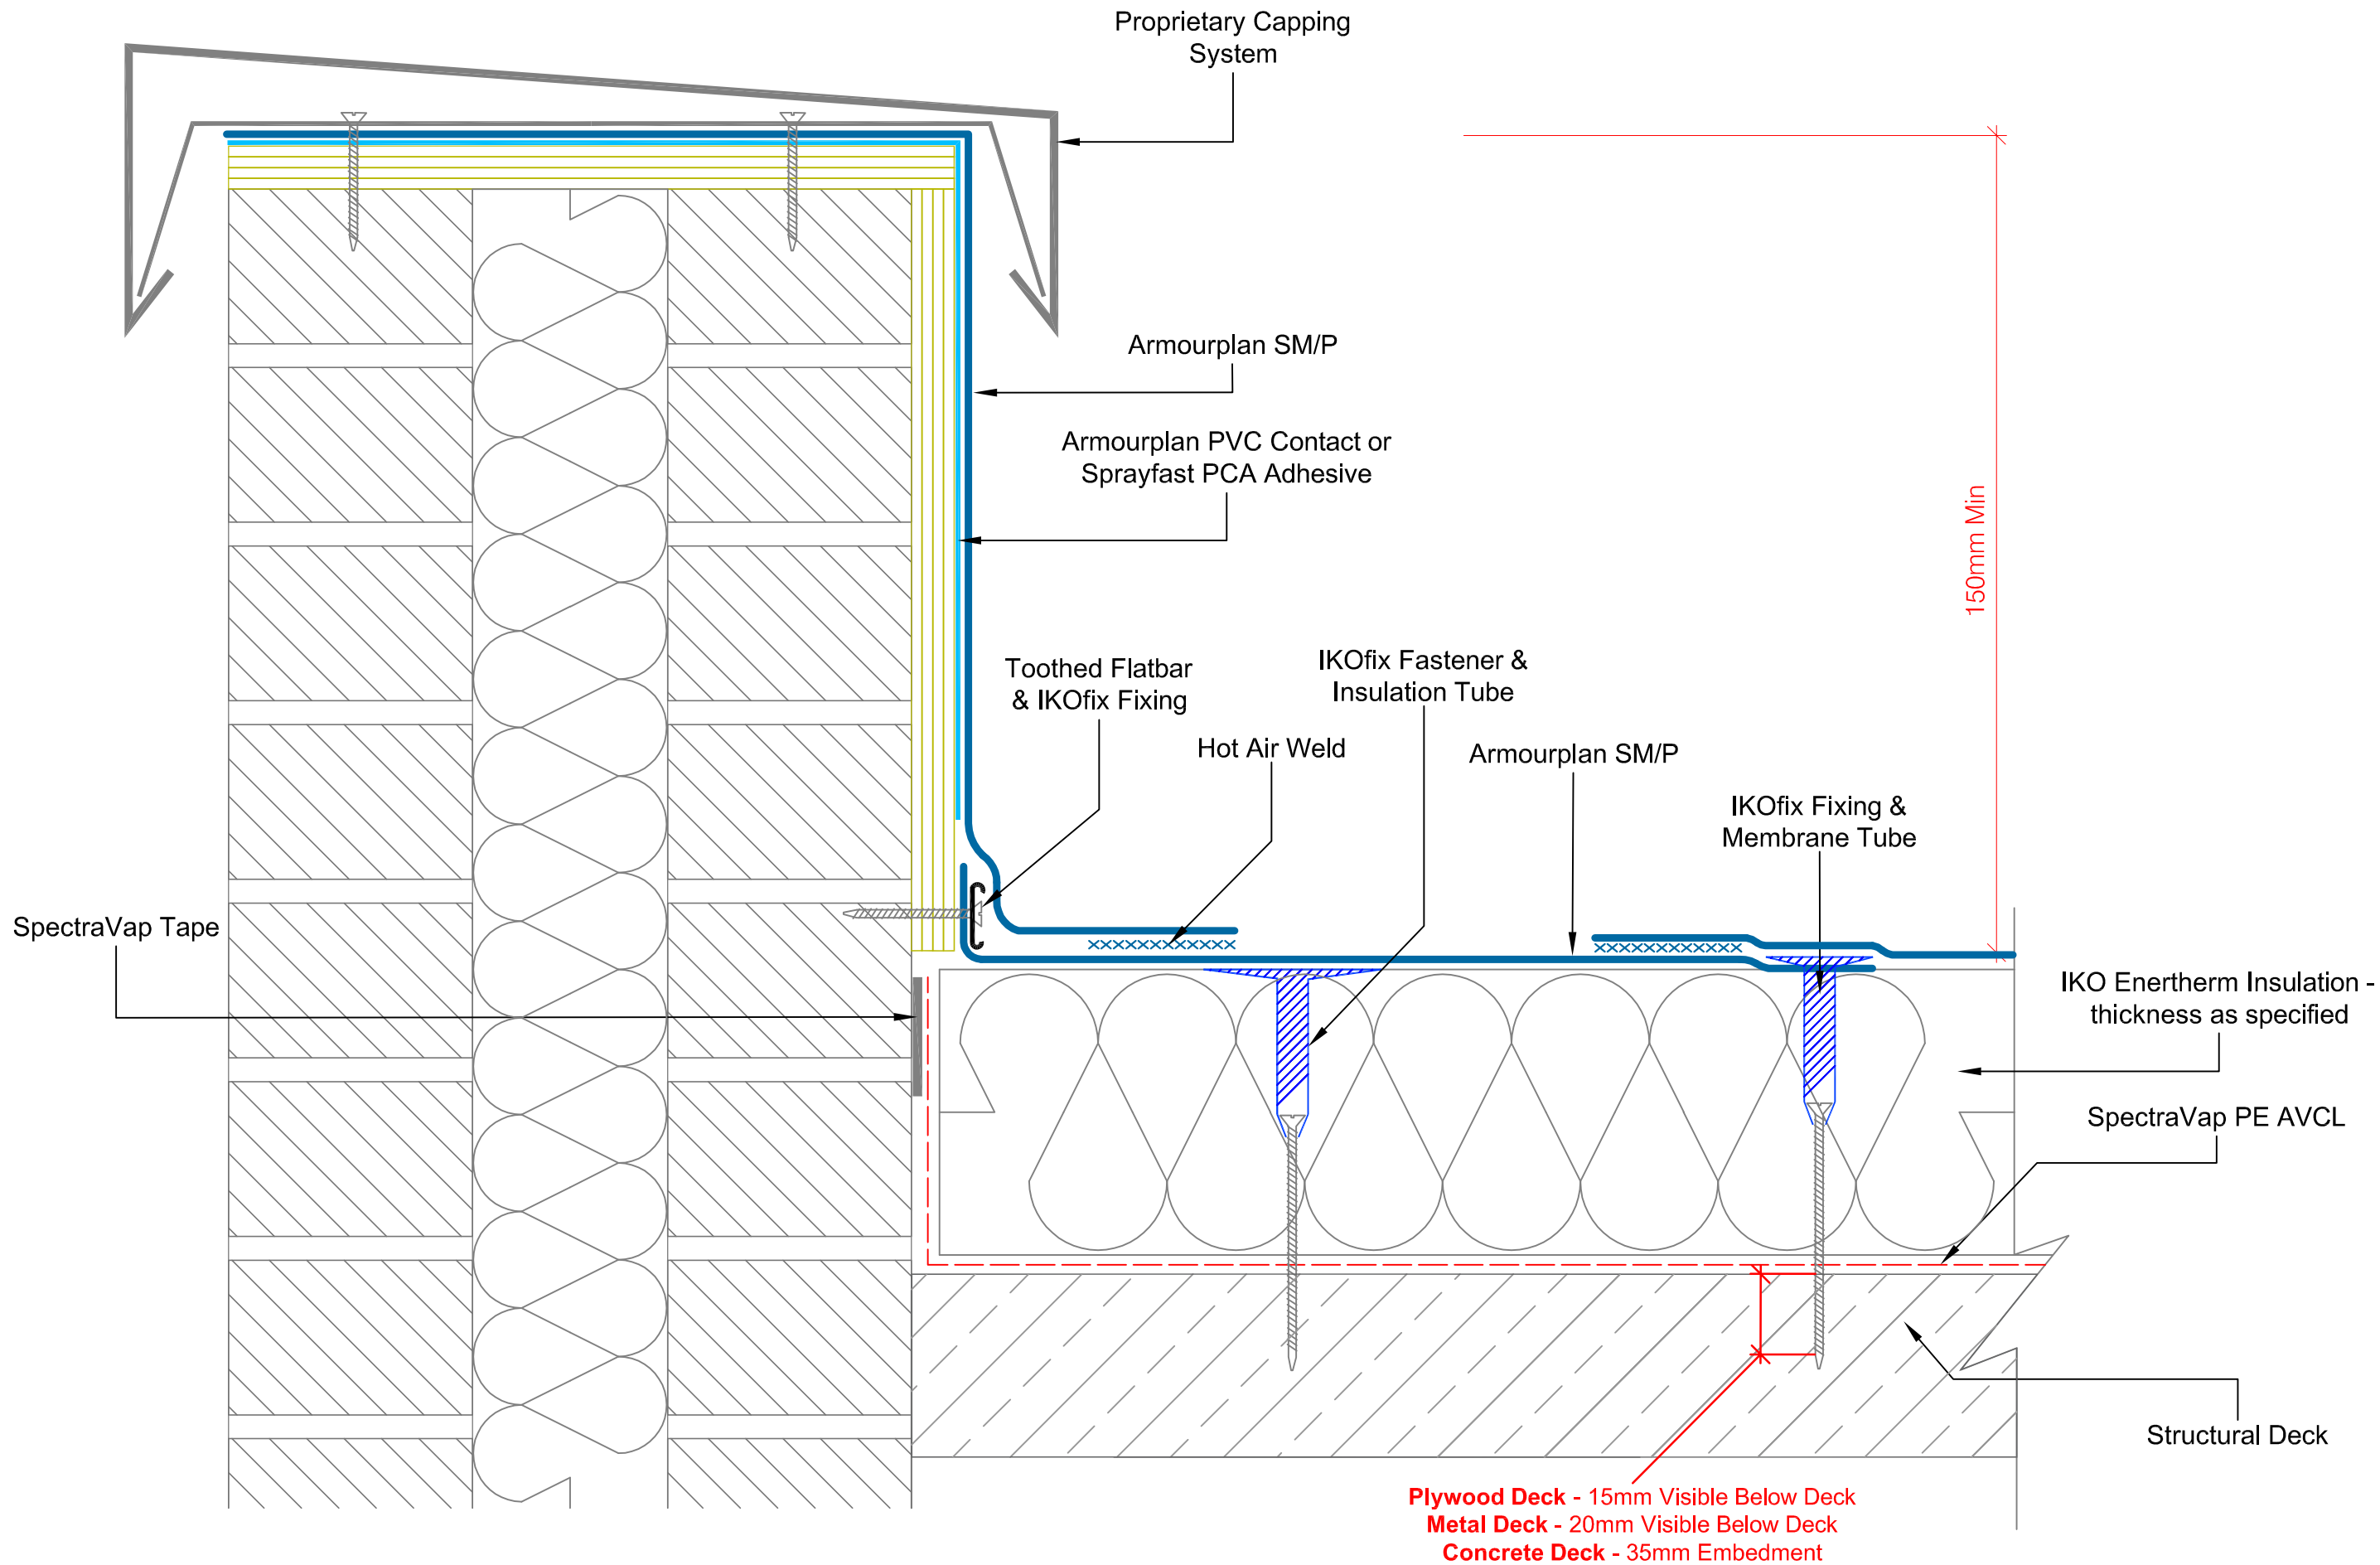 Proprietary Capping
System
Armourplan SM/P
Armourplan PVC Contact or
Sprayfast PCA Adhesive
150mm Min
Toothed Flatbar
& IKOfix Fixing
IKOfix Fastener &
Insulation Tube
Hot Air Weld
Armourplan SM/P
IKOfix Fixing &
Membrane Tube
SpectraVap Tape
IKO Enertherm Insulation -
thickness as specified
SpectraVap PE AVCL
Structural Deck
Plywood Deck - 15mm Visible Below Deck
Metal Deck - 20mm Visible Below Deck
Concrete Deck - 35mm Embedment